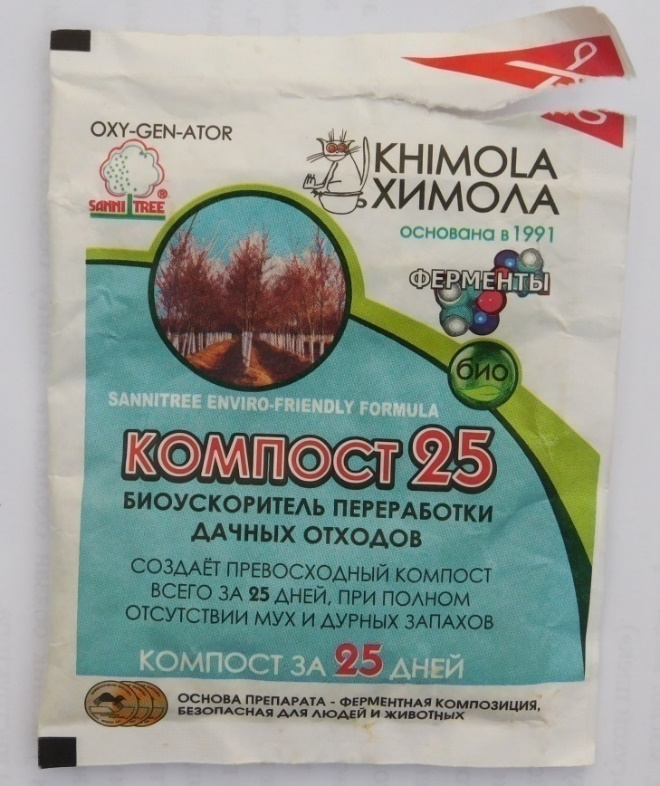 OXY-GEN-ATOR
SANNI TREE ®
KHIMOLA
ХИМОЛА
основана в 1991
ФЕРМЕНТЫ
био
SANNITREE ENVIRO-FRIENDLY FORMULA
КОМПОСТ 25
БИОУСКОРИТЕЛЬ ПЕРЕРАБОТКИ
ДАЧНЫХ ОТХОДОВ
СОЗДАЁТ ПРЕВОСХОДНЫЙ КОМПОСТ
ВСЕГО ЗА 25 ДНЕЙ, ПРИ ПОЛНОМ
ОТСУТСТВИИ МУХ И ДУРНЫХ ЗАПАХОВ
КОМПОСТ ЗА 25 ДНЕЙ
ОСНОВА ПРЕПАРАТА - ФЕРМЕНТНАЯ КОМПОЗИЦИЯ,
БЕЗОПАСНАЯ ДЛЯ ЛЮДЕЙ И ЖИВОТНЫХ